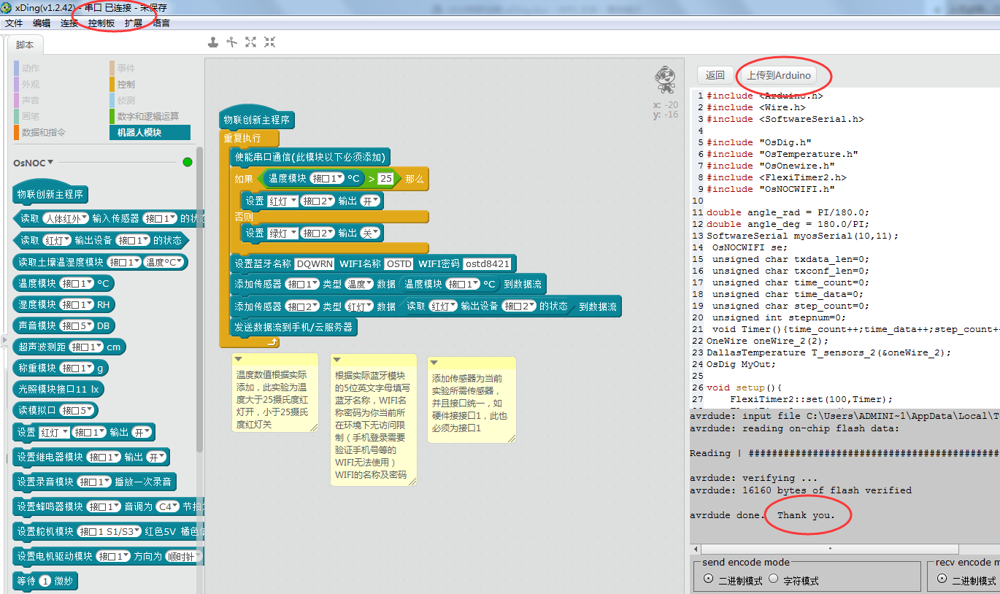 xDing(v1.2.42) - 串口 已连接 - 未保存
文件 编辑 连接 控制板 扩展 语言
脚本
动作 事件
外观 控制
声音 侦测
画笔 数字和逻辑运算
数据和指令 机器人模块
OsNOC
物联创新主程序
读取 人体红外 输入传感器 接口1 的状态
读取 红灯 输出设备 接口1 的状态
读取土壤温湿度模块 接口1 温度℃
温度模块 接口1 ℃
湿度模块 接口1 RH
声音模块 接口5 DB
超声波测距 接口1 cm
称重模块 接口1 g
光照模块接口11 lx
读模拟口 接口5
设置 红灯 接口1 输出 开
设置继电器模块 接口1 输出 开
设置录音模块 接口1 播放一次录音
设置蜂鸣器模块 接口1 音调为 C4 节拍
设置舵机模块 接口1 S1/S3 红色5V 橘色
设置电机驱动模块 接口1 方向为 顺时针
等待 1 微妙
物联创新主程序
重复执行
使能串口通信(此模块以下必须添加)
如果 温度模块 接口1 ℃ > 25 那么
设置 红灯 接口2 输出 开
否则
设置 绿灯 接口2 输出 关
设置蓝牙名称 DQWRN WIFI名称 OSTD WIFI密码 ostd8421
添加传感器 接口1 类型 温度 数据 温度模块 接口1 ℃ 到数据流
添加传感器 接口2 类型 红灯 数据 读取 红灯 输出设备 接口2 的状态 到数据流
发送数据流到手机/云服务器
温度数值根据实际
添加，此实验为温
度大于25摄氏度红
灯开，小于25摄氏
度红灯关
根据实际蓝牙模块
的5位英文字母填写
蓝牙名称，WIFI名
称密码为你当前所
在环境下无访问限
制（手机登录需要
验证手机号等的
WIFI无法使用）
WIFI的名称及密码
添加传感器为当前
实验所需传感器，
并且接口统一，如
硬件接接口1，此也
必须为接口1
x: -20
y: -16
返回 上传到Arduino
1 #include <Arduino.h>
2 #include <Wire.h>
3 #include <SoftwareSerial.h>
4
5 #include "OsDig.h"
6 #include "OsTemperature.h"
7 #include "OsOnewire.h"
8 #include <FlexiTimer2.h>
9 #include "OsNOCWIFI.h"
10
11 double angle_rad = PI/180.0;
12 double angle_deg = 180.0/PI;
13 SoftwareSerial myosSerial(10,11);
14 OsNOCWIFI se;
15 unsigned char txdata_len=0;
16 unsigned char txconf_len=0;
17 unsigned char time_count=0;
18 unsigned char time_data=0;
19 unsigned char step_count=0;
20 unsigned int stepnum=0;
21 void Timer(){time_count++;time_data++;step_count+
22 OneWire oneWire_2(2);
23 DallasTemperature T_sensors_2(&oneWire_2);
24 OsDig MyOut;
25
26 void setup(){
27 FlexiTimer2::set(100,Timer);
avrdude: input file C:\Users\ADMINI~1\AppData\Local\T
avrdude: reading on-chip flash data:
Reading | ##########################################
avrdude: verifying ...
avrdude: 16160 bytes of flash verified
avrdude done. Thank you.
send encode mode recv encode m
二进制模式 字符模式 二进制模式